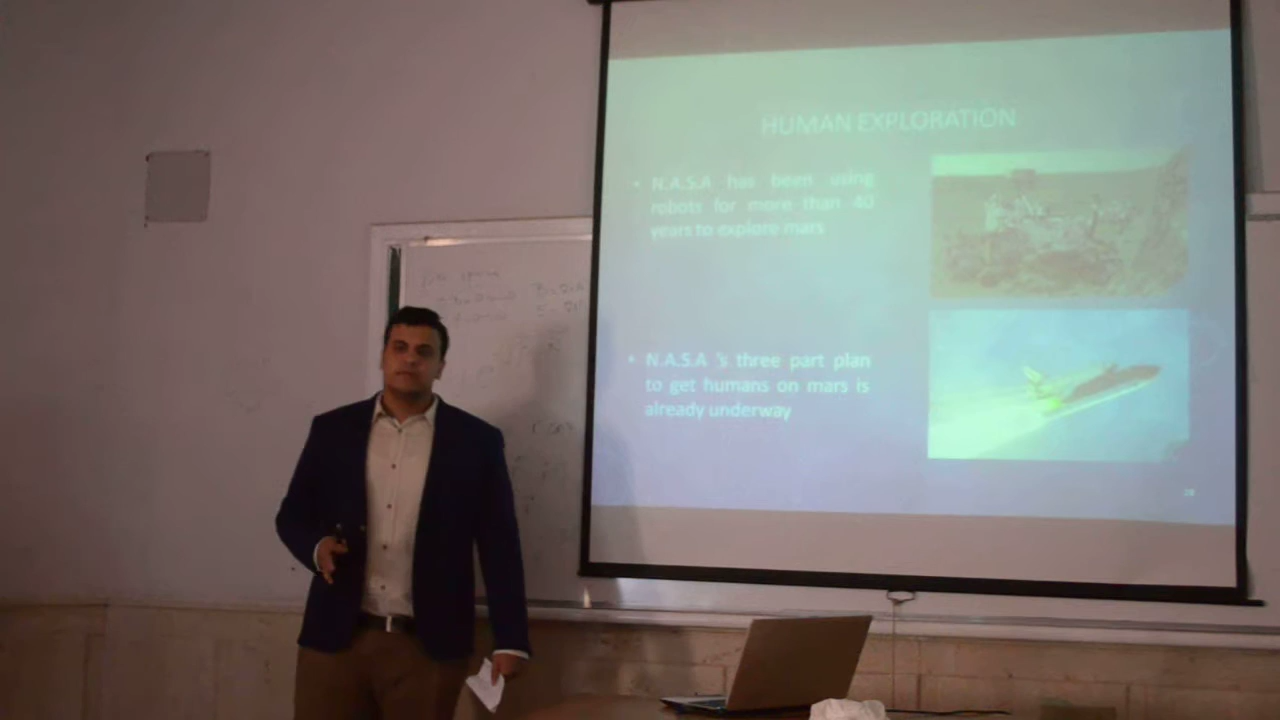 HUMAN EXPLORATION
• N.A.S.A has been using
robots for more than 40
years to explore mars
• N.A.S.A 's three part plan
to get humans on mars is
already underway